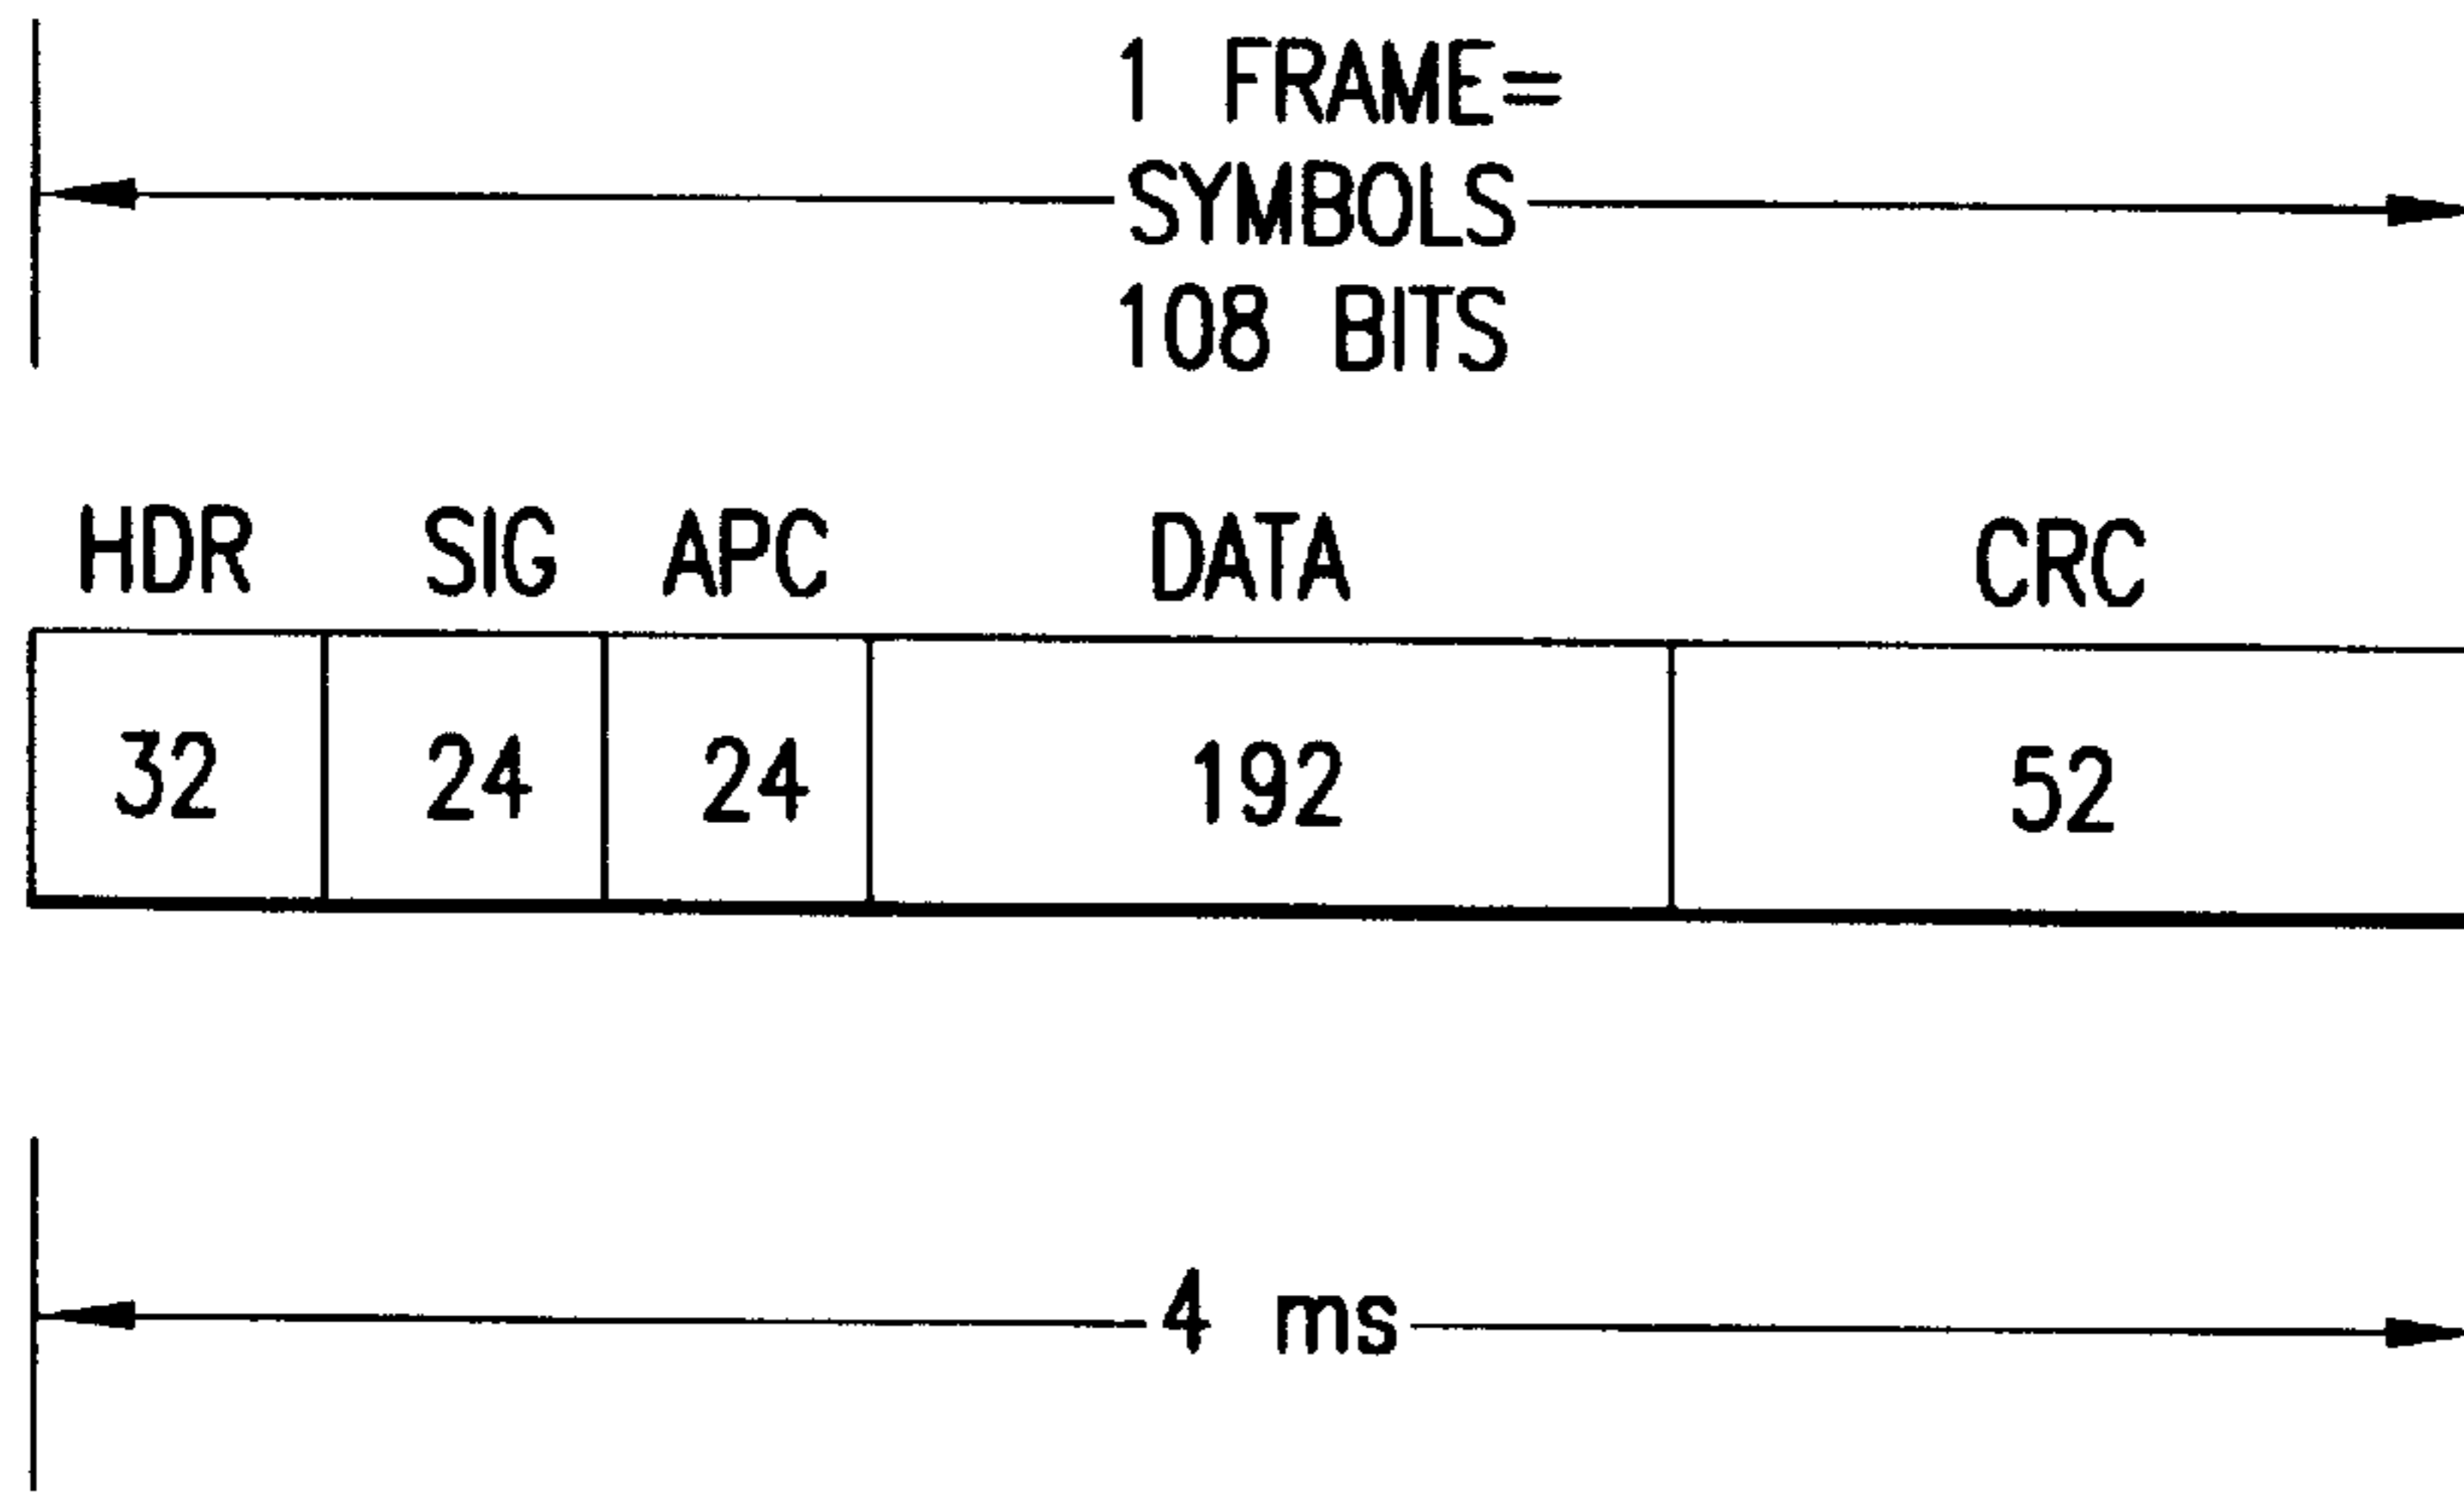 1 FRAME=
SYMBOLS
108 BITS
HDR SIG APC DATA CRC
32 24 24 192 52
4 ms